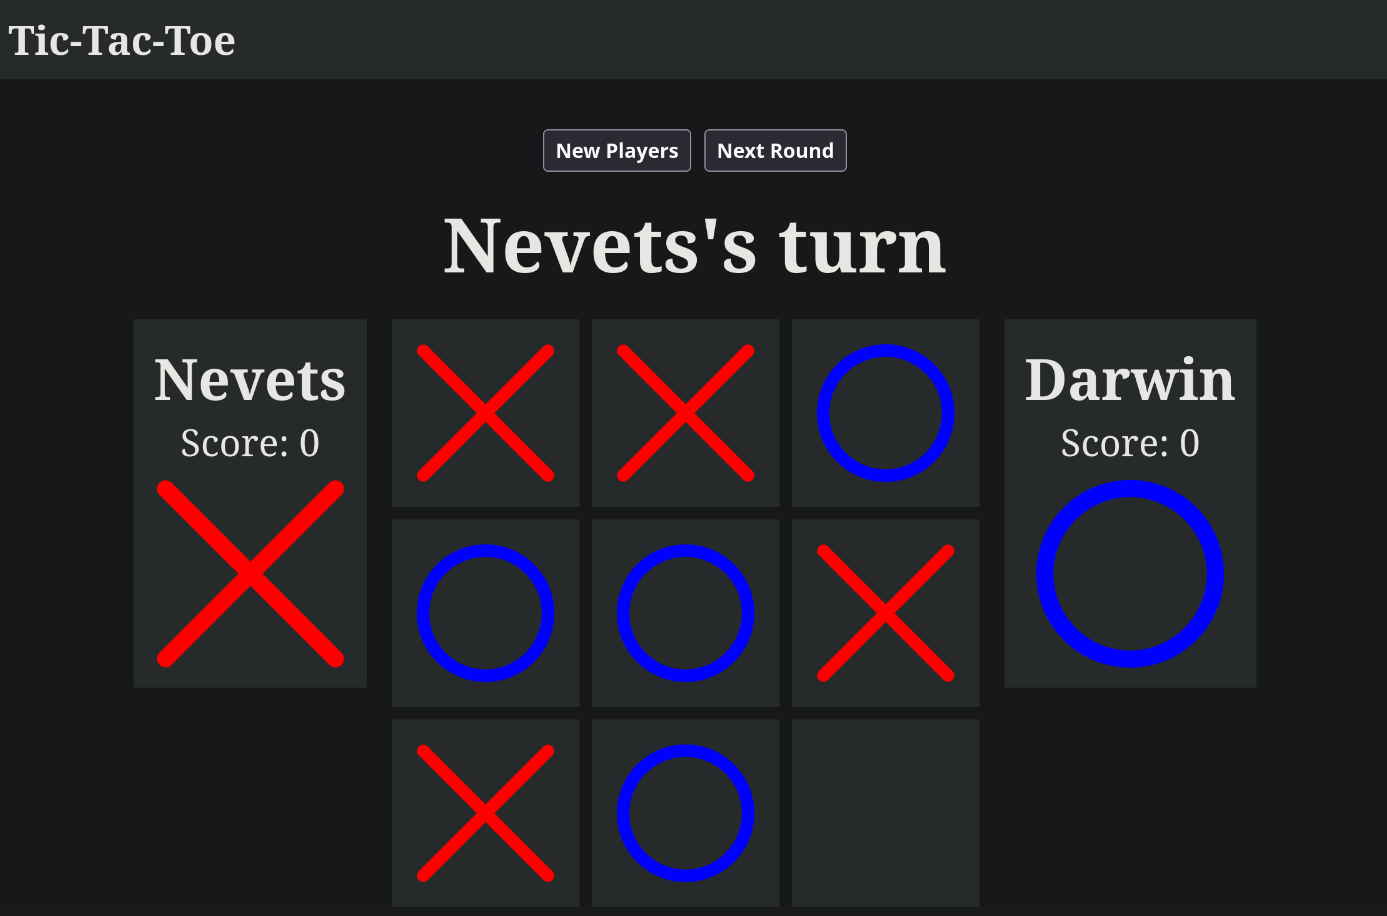 Tic-Tac-Toe
New Players Next Round
Nevets's turn
Nevets
Score: 0
Darwin
Score: 0